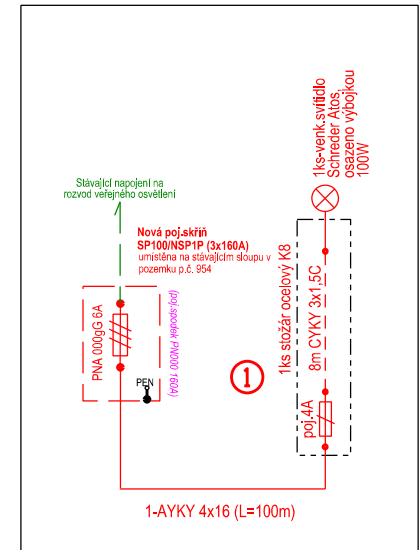 1ks-venk.svítidlo
Schreder Atos,
osazeno výbojkou
100W
Stávající napojení na
rozvod veřejného osvětlení
Nová poj.skříň
SP100/NSP1P (3x160A)
umístěna na stávajícím sloupu v
pozemku p.č. 954
PNA 000gG 6A
(poj.spodek PN000 160A)
PEN
1
1ks stožár ocelový K8
8m CYKY 3x1,5C
poj.4A
1-AYKY 4x16 (L=100m)